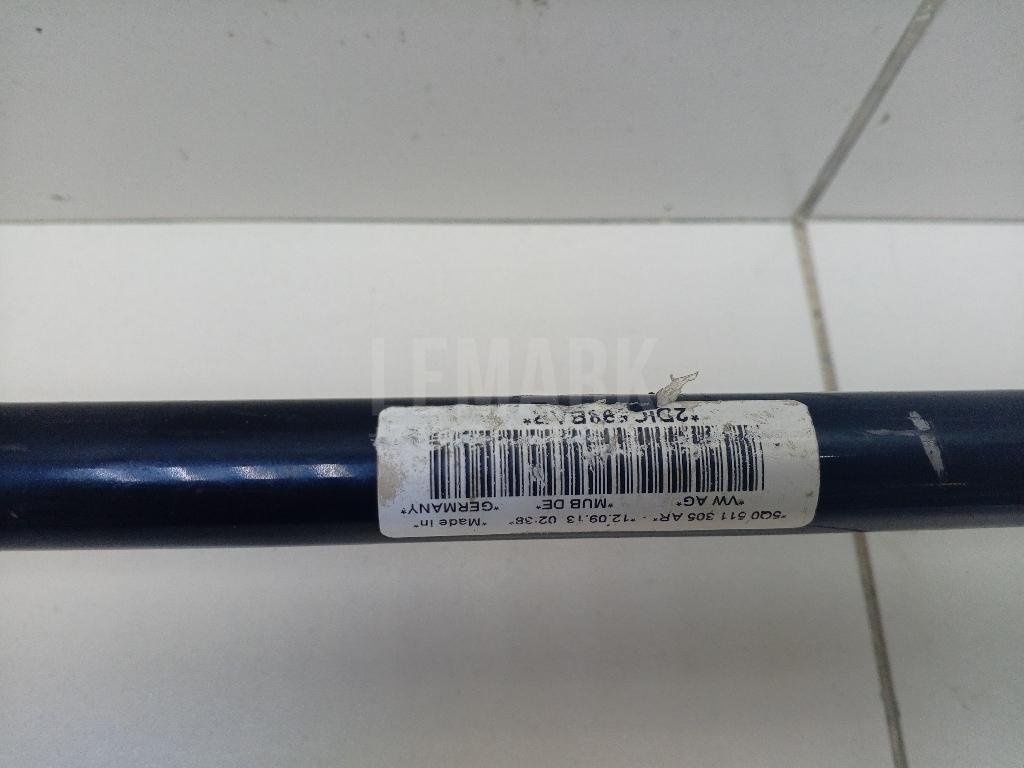 LEMARK
*5Q0 511 305 AR* - *12.09.13 02:38* *Made in*
*VW AG* *MUB DE* *GERMANY*